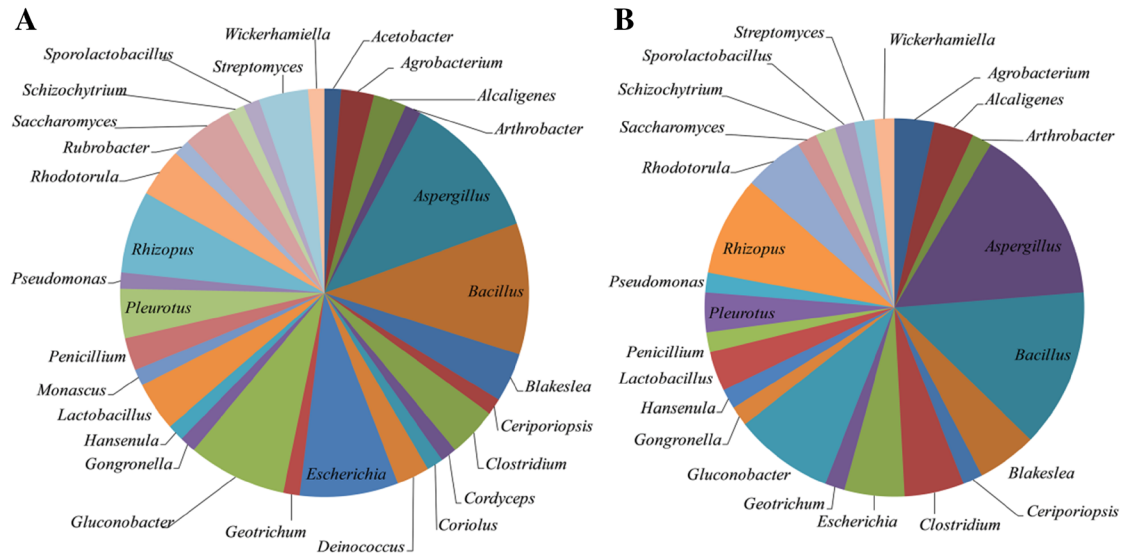 A
Wickerhamiella
Acetobacter
Agrobacterium
Alcaligenes
Arthrobacter
Aspergillus
Bacillus
Blakeslea
Ceriporiopsis
Clostridium
Cordyceps
Coriolus
Deinococcus
Escherichia
Geotrichum
Gluconobacter
Gongronella
Hansenula
Lactobacillus
Monascus
Penicillium
Pleurotus
Pseudomonas
Rhizopus
Rhodotorula
Rubrobacter
Saccharomyces
Schizochytrium
Sporolactobacillus
Streptomyces
B
Wickerhamiella
Agrobacterium
Alcaligenes
Arthrobacter
Aspergillus
Bacillus
Blakeslea
Ceriporiopsis
Clostridium
Escherichia
Geotrichum
Gluconobacter
Gongronella
Hansenula
Lactobacillus
Penicillium
Pleurotus
Pseudomonas
Rhizopus
Rhodotorula
Saccharomyces
Schizochytrium
Sporolactobacillus
Streptomyces